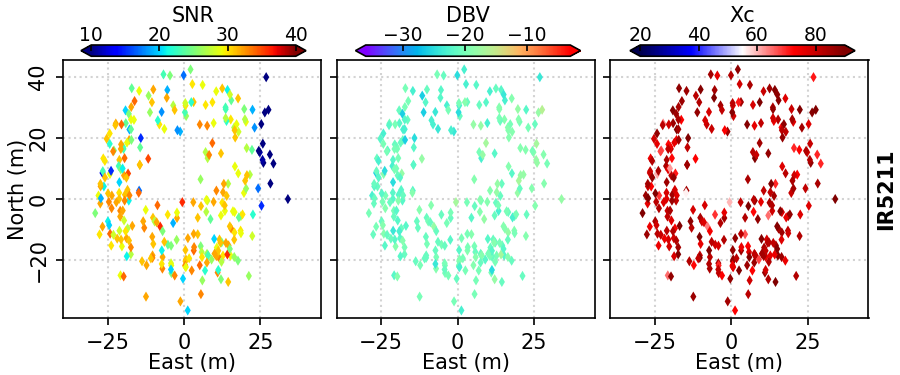 SNR DBV Xc
10 20 30 40 −30 −20 −10 20 40 60 80
40
20
0
−20
North (m)
IR5211
−25 0 25 −25 0 25 −25 0 25
East (m) East (m) East (m)